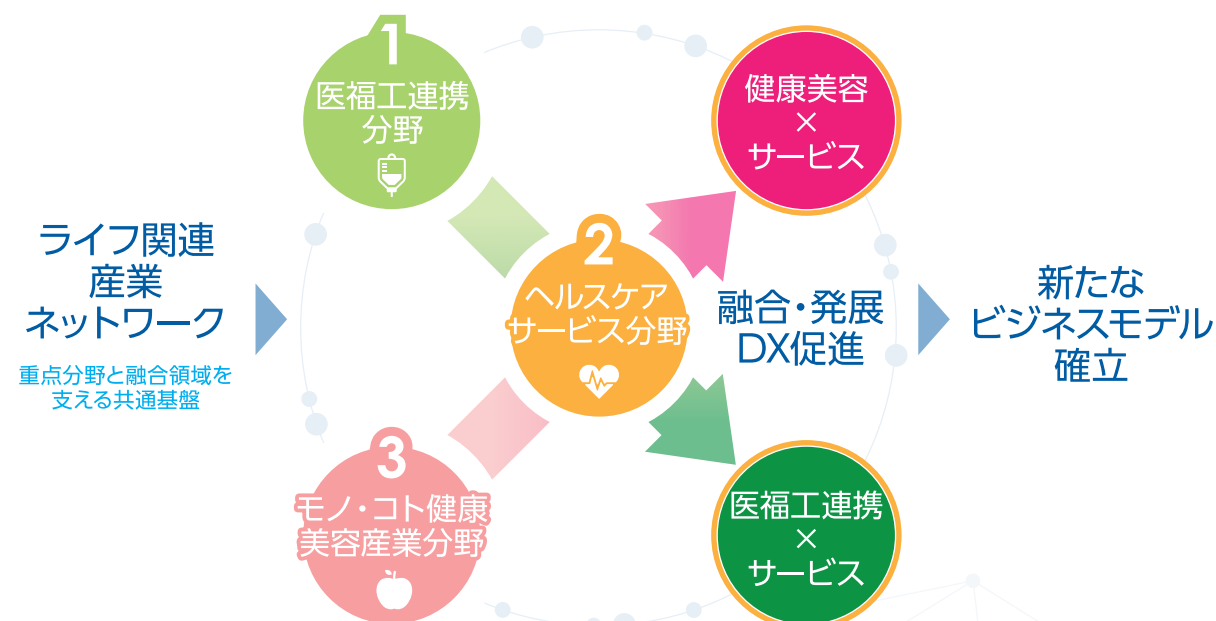 ライフ関連
産業
ネットワーク
重点分野と融合領域を
支える共通基盤
1
医福工連携
分野
2
ヘルスケア
サービス分野
3
モノ・コト健康
美容産業分野
健康美容
×
サービス
融合・発展
DX促進
医福工連携
×
サービス
新たな
ビジネスモデル
確立